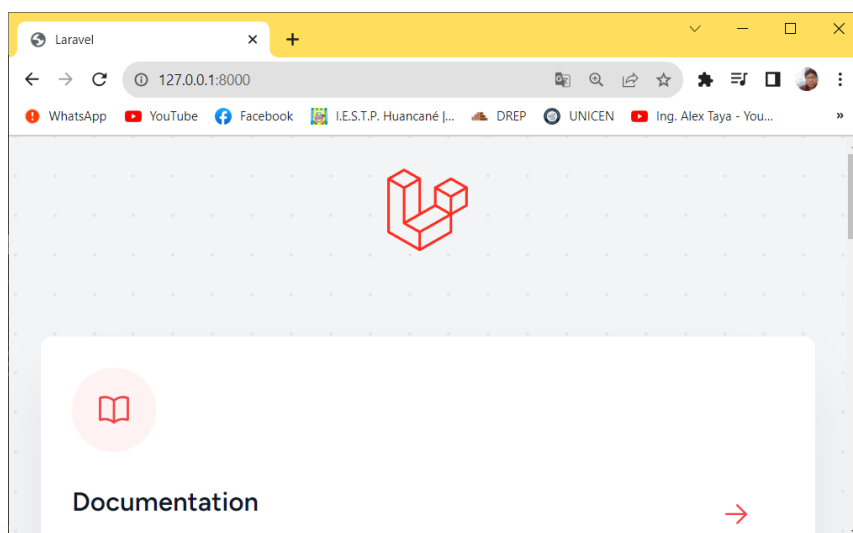 Laravel
127.0.0.1:8000
WhatsApp YouTube Facebook I.E.S.T.P. Huancané |... DREP UNICEN Ing. Alex Taya - You... »
Documentation